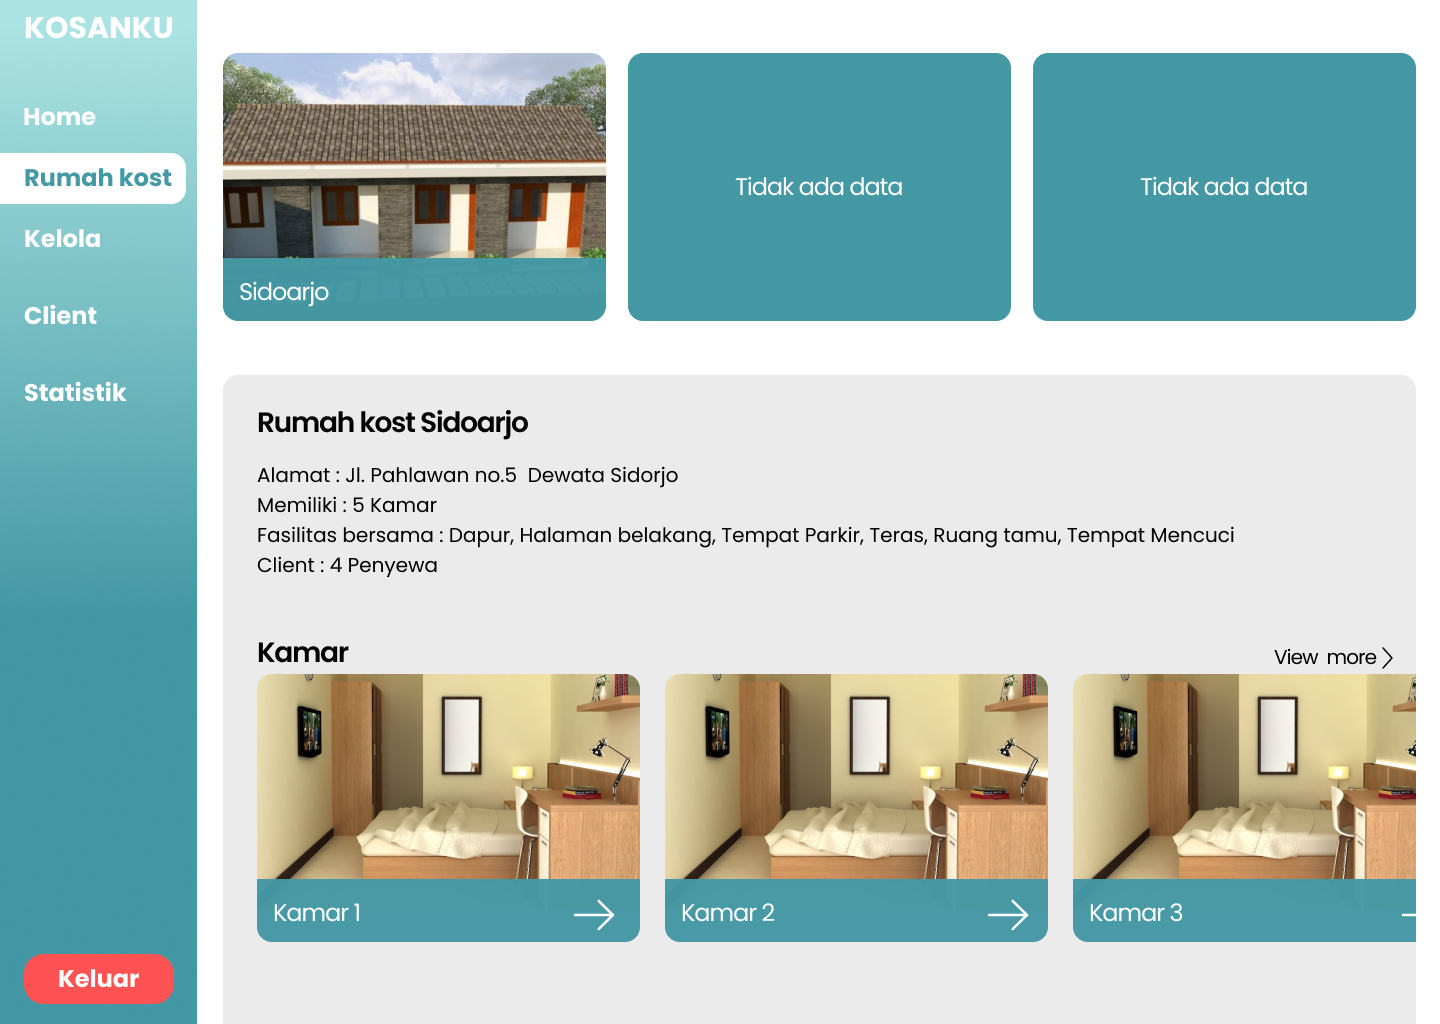 KOSANKU
Home
Rumah kost
Kelola
Client
Statistik
Keluar
Sidoarjo
Tidak ada data
Tidak ada data
Rumah kost Sidoarjo
Alamat : Jl. Pahlawan no.5  Dewata Sidorjo
Memiliki : 5 Kamar
Fasilitas bersama : Dapur, Halaman belakang, Tempat Parkir, Teras, Ruang tamu, Tempat Mencuci
Client : 4 Penyewa
Kamar
View  more
Kamar 1
Kamar 2
Kamar 3